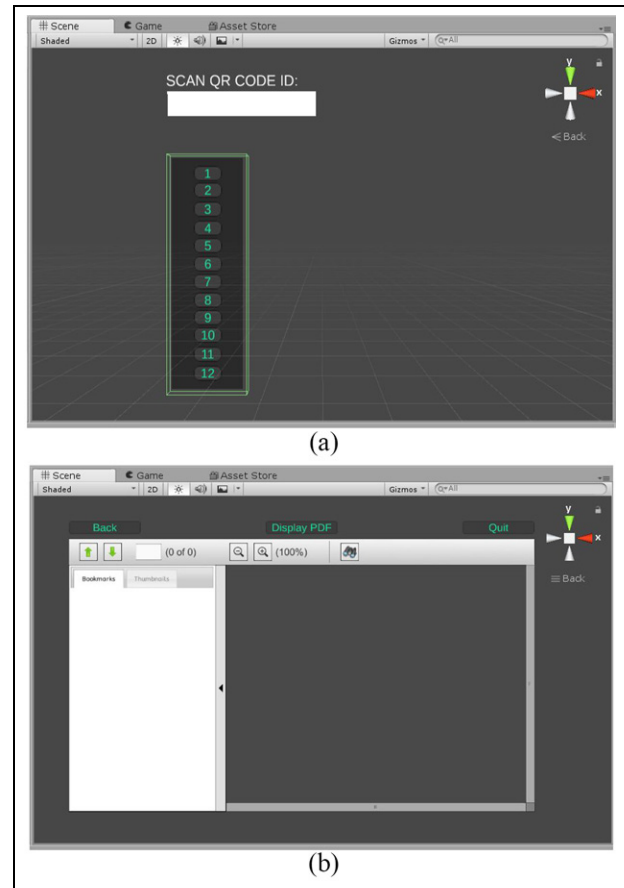 Scene Game Asset Store
Shaded 2D Gizmos Q▾All
SCAN QR CODE ID:
y
x
Back
1
2
3
4
5
6
7
8
9
10
11
12
(a)
Scene Game Asset Store
Shaded 2D Gizmos Q▾All
y
x
Back
Back Display PDF Quit
(0 of 0) (100%)
Bookmarks Thumbnails
(b)